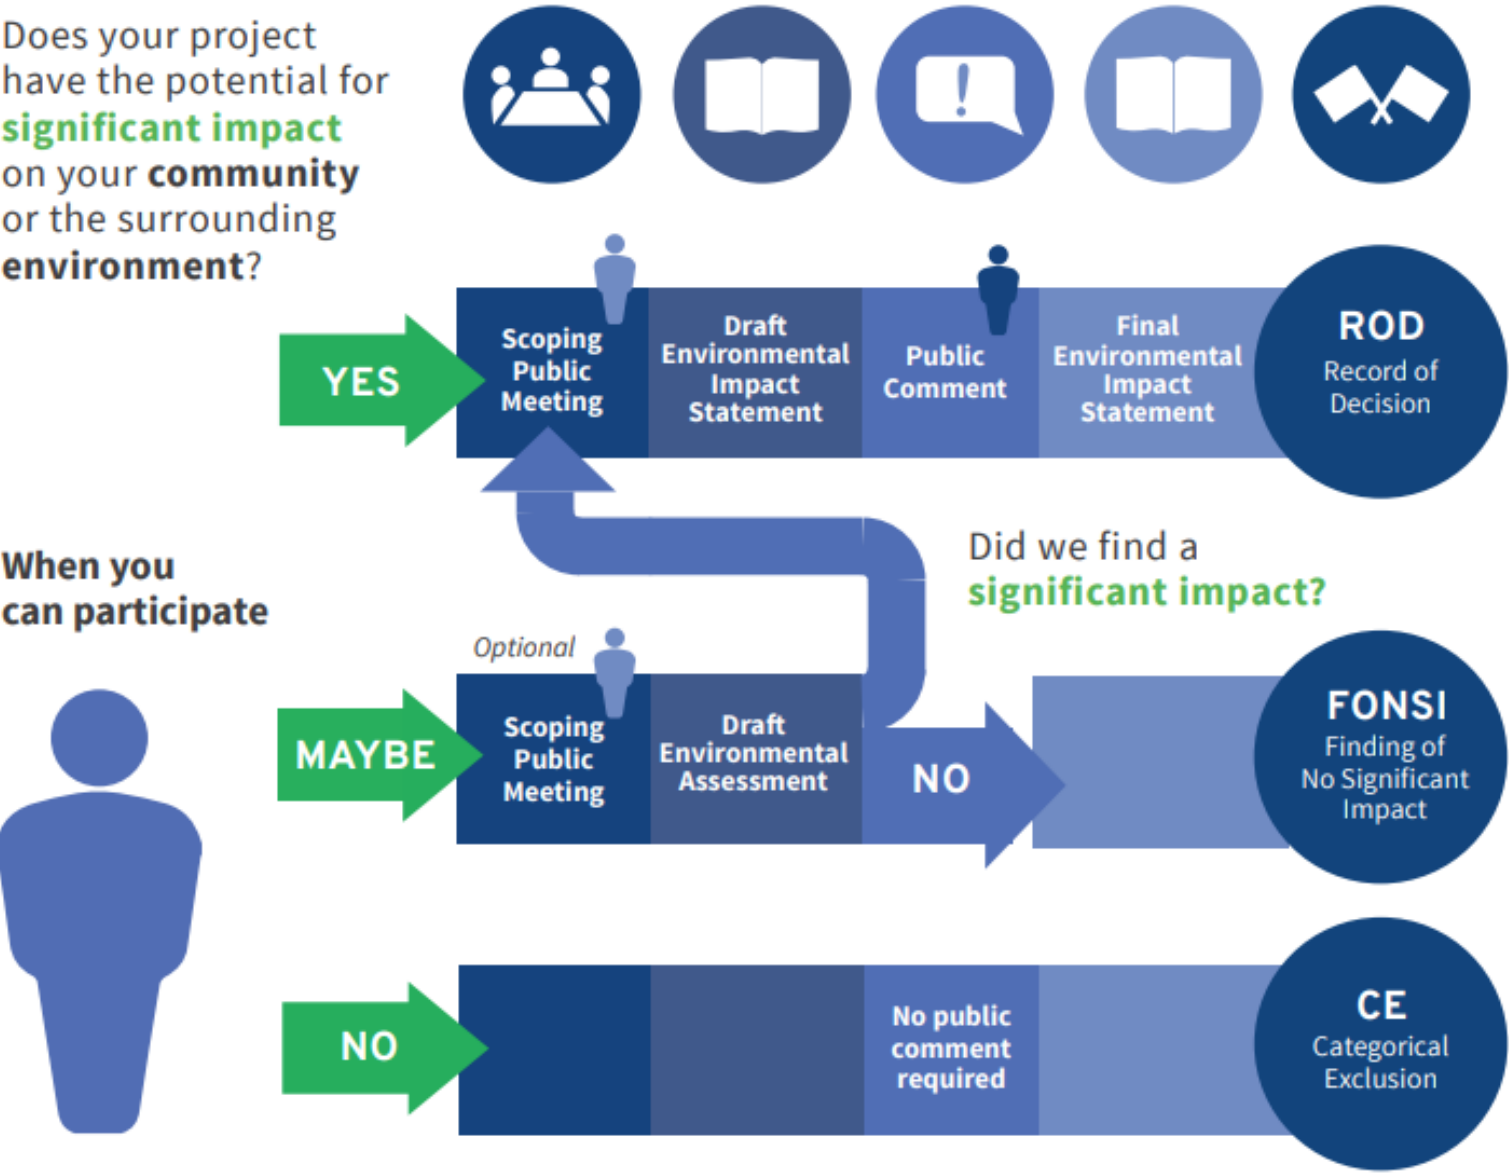 Does your project
have the potential for
significant impact
on your community
or the surrounding
environment?
YES
Scoping
Public
Meeting
Draft
Environmental
Impact
Statement
Public
Comment
Final
Environmental
Impact
Statement
ROD
Record of
Decision
When you
can participate
Did we find a
significant impact?
Optional
MAYBE
Scoping
Public
Meeting
Draft
Environmental
Assessment
NO
FONSI
Finding of
No Significant
Impact
NO
No public
comment
required
CE
Categorical
Exclusion